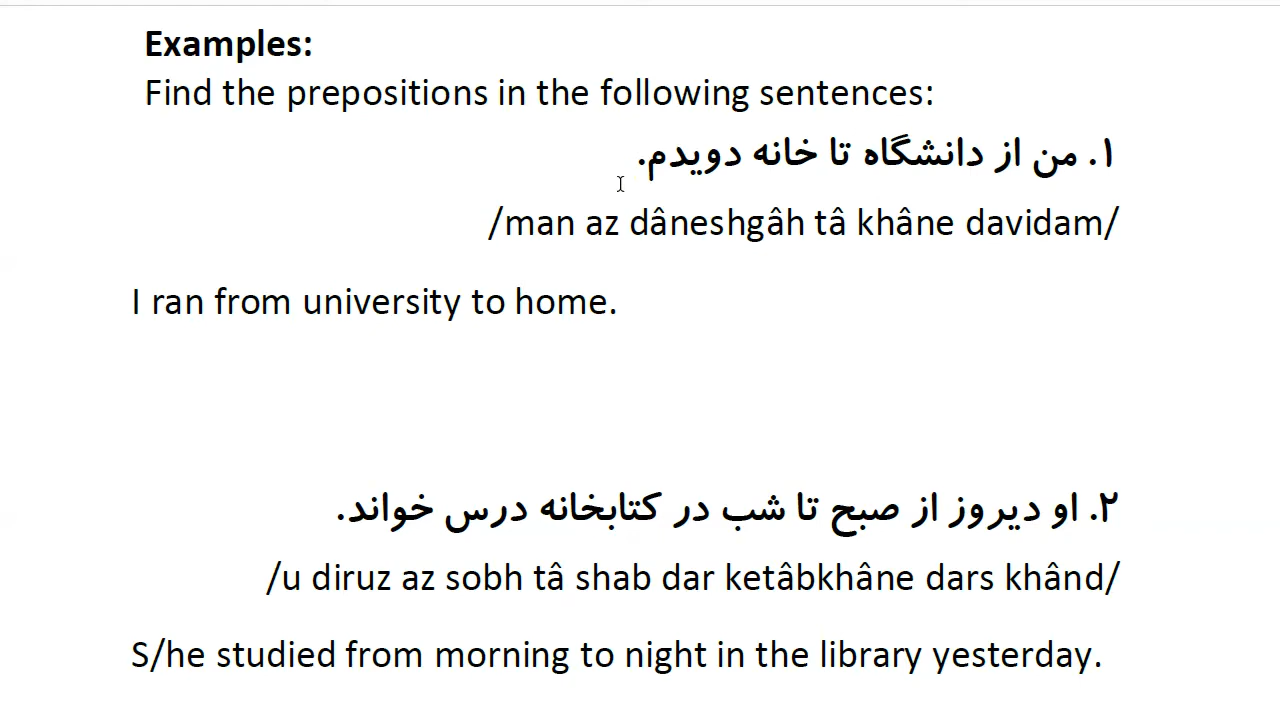 Examples:
Find the prepositions in the following sentences:
۱. من از دانشگاه تا خانه دویدم.
/man az dâneshgâh tâ khâne davidam/
I ran from university to home.
۲. او دیروز از صبح تا شب در کتابخانه درس خواند.
/u diruz az sobh tâ shab dar ketâbkhâne dars khând/
S/he studied from morning to night in the library yesterday.